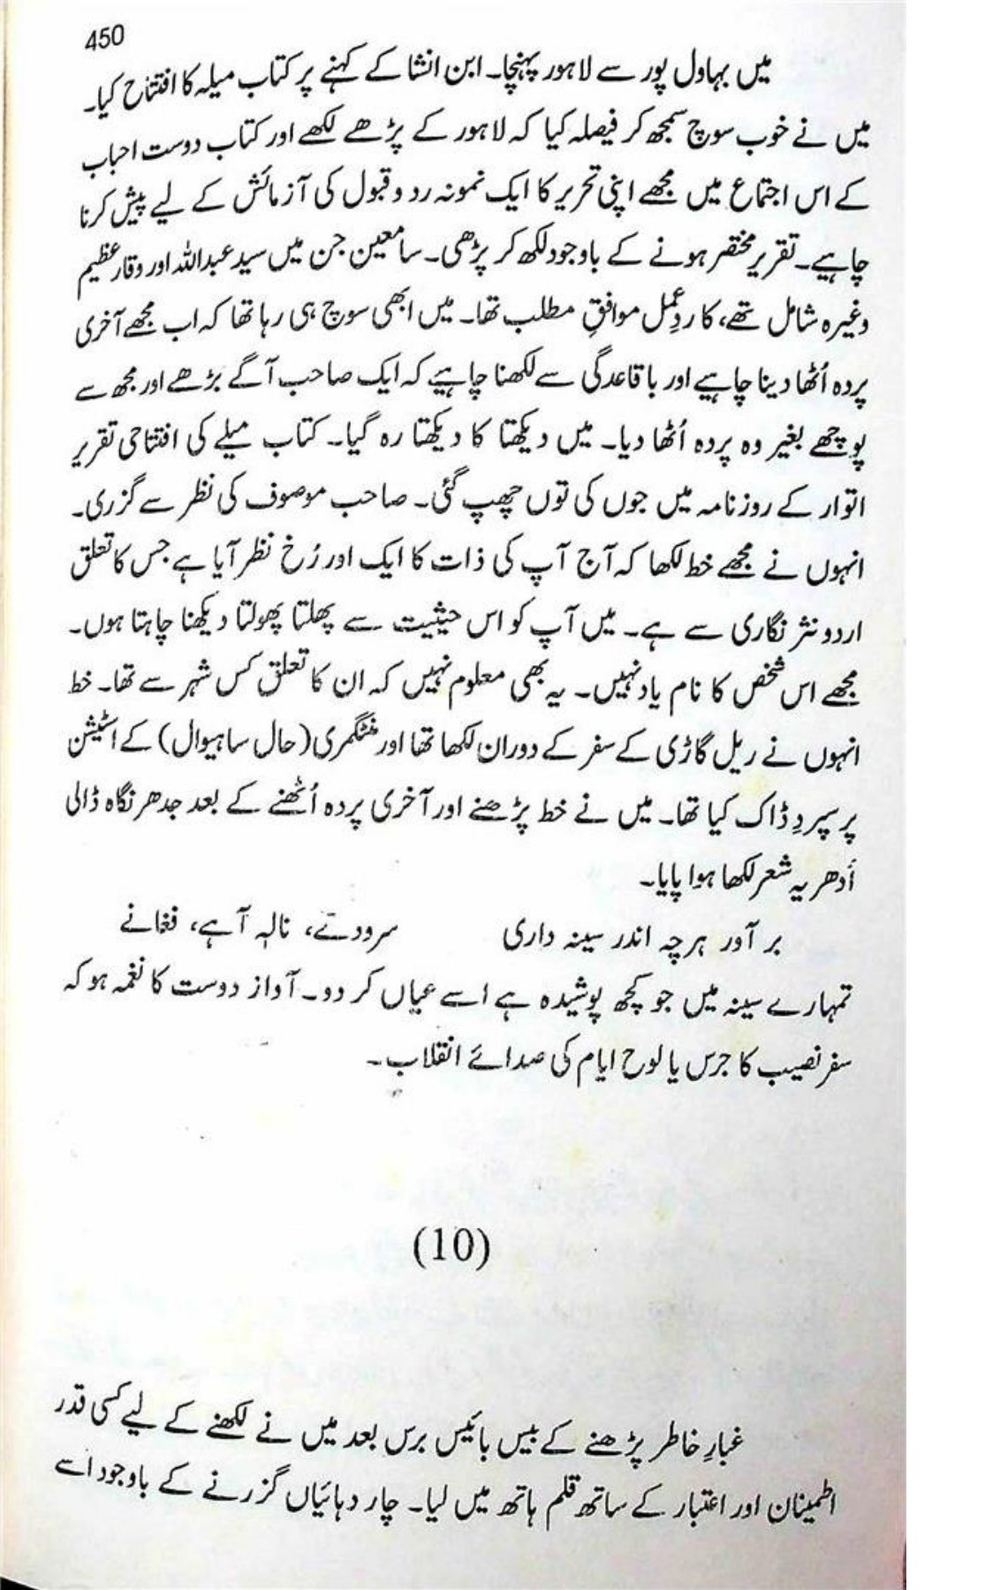 450
میں بہاول پور سے لاہور پہنچا۔ ابن انشا کے کہنے پر کتاب میلہ کا افتتاح کیا۔
میں نے خوب سوچ سمجھ کر فیصلہ کیا کہ لاہور کے پڑھے لکھے اور کتاب دوست احباب
کے اس اجتماع میں مجھے اپنی تحریر کا ایک نمونہ رد و قبول کی آزمائش کے لیے پیش کرنا
چاہیے۔ تقریر مختصر ہونے کے باوجود لکھ کر پڑھی۔ سامعین جن میں سید عبداللہ اور وقار عظیم
وغیرہ شامل تھے، کا ردِعمل موافقِ مطلب تھا۔ میں ابھی سوچ ہی رہا تھا کہ اب مجھے آخری
پردہ اُٹھا دینا چاہیے اور باقاعدگی سے لکھنا چاہیے کہ ایک صاحب آگے بڑھے اور مجھ سے
پوچھے بغیر وہ پردہ اُٹھا دیا۔ میں دیکھتا کا دیکھتا رہ گیا۔ کتاب میلے کی افتتاحی تقریر
اتوار کے روزنامہ میں جوں کی توں چھپ گئی۔ صاحب موصوف کی نظر سے گزری۔
انہوں نے مجھے خط لکھا کہ آج آپ کی ذات کا ایک اور رُخ نظر آیا ہے جس کا تعلق
اردو نثر نگاری سے ہے۔ میں آپ کو اس حیثیت سے پھلتا پھولتا دیکھنا چاہتا ہوں۔
مجھے اس شخص کا نام یاد نہیں۔ یہ بھی معلوم نہیں کہ ان کا تعلق کس شہر سے تھا۔ خط
انہوں نے ریل گاڑی کے سفر کے دوران لکھا تھا اور منٹگمری (حال ساہیوال) کے اسٹیشن
پر سپردِ ڈاک کیا تھا۔ میں نے خط پڑھنے اور آخری پردہ اُٹھنے کے بعد جدھر نگاہ ڈالی
اُدھر یہ شعر لکھا ہوا پایا۔
بر آور ہرچہ اندر سینہ داری سرودے، نالہ آہے، فغانے
تمہارے سینہ میں جو کچھ پوشیدہ ہے اسے عیاں کر دو۔ آواز دوست کا نغمہ ہو کہ
سفر نصیب کا جرس یا لوح ایام کی صدائے انقلاب۔
(10)
غبارِ خاطر پڑھنے کے بیس بائیس برس بعد میں نے لکھنے کے لیے کسی قدر
اطمینان اور اعتبار کے ساتھ قلم ہاتھ میں لیا۔ چار دہائیاں گزرنے کے باوجود اسے